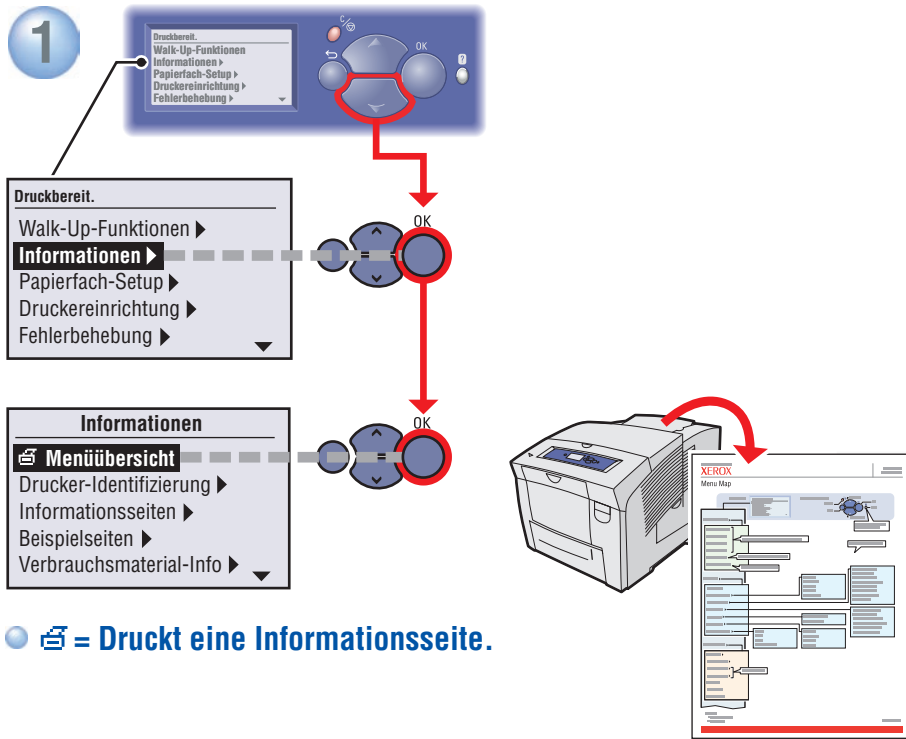 1
Druckbereit.
Walk-Up-Funktionen
Informationen
Papierfach-Setup
Druckereinrichtung
Fehlerbehebung
C/
OK
?
Druckbereit.
Walk-Up-Funktionen
Informationen
Papierfach-Setup
Druckereinrichtung
Fehlerbehebung
OK
Informationen
Menüübersicht
Drucker-Identifizierung
Informationsseiten
Beispielseiten
Verbrauchsmaterial-Info
OK
XEROX
Menu Map
= Druckt eine Informationsseite.